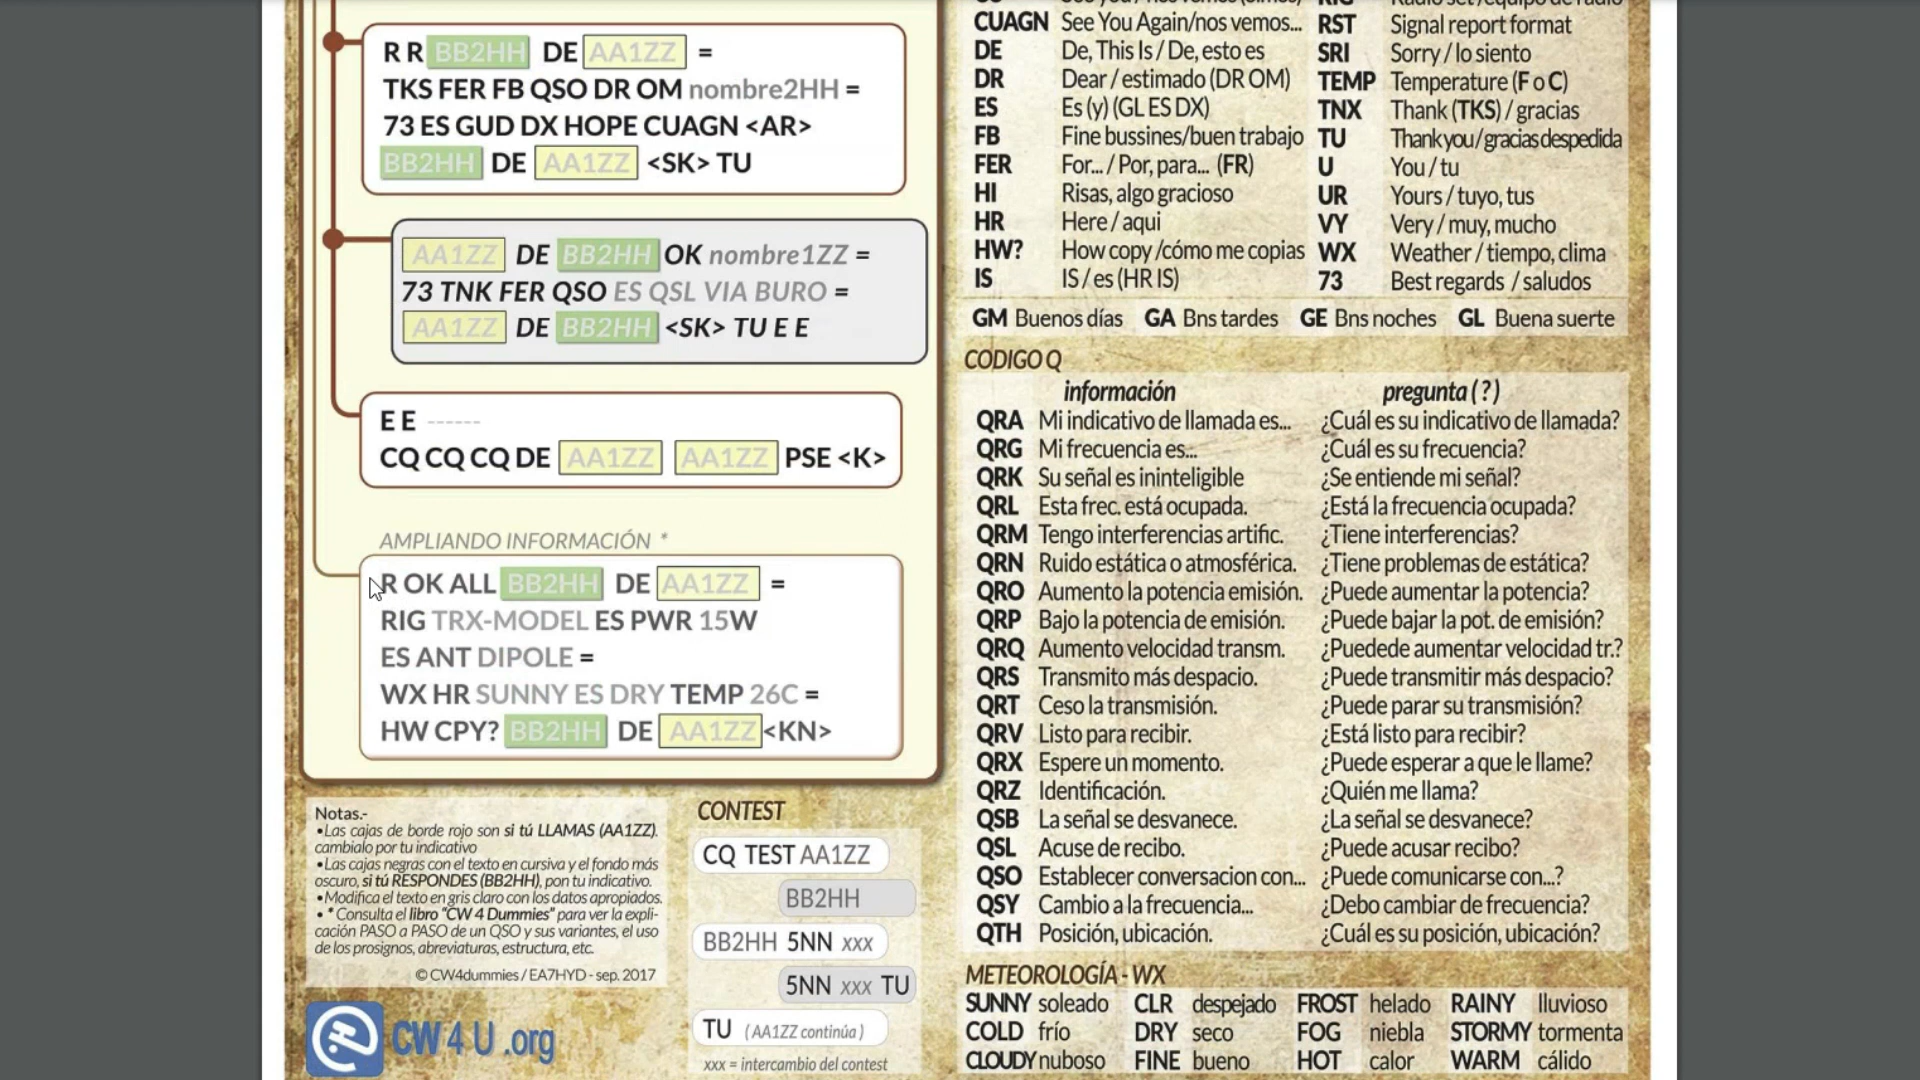 R R BB2HH DE AA1ZZ =
TKS FER FB QSO DR OM nombre2HH =
73 ES GUD DX HOPE CUAGN <AR>
BB2HH DE AA1ZZ <SK> TU
AA1ZZ DE BB2HH OK nombre1ZZ =
73 TNK FER QSO ES QSL VIA BURO =
AA1ZZ DE BB2HH <SK> TU E E
E E ------
CQ CQ CQ DE AA1ZZ AA1ZZ PSE <K>
AMPLIANDO INFORMACIÓN *
R OK ALL BB2HH DE AA1ZZ =
RIG TRX-MODEL ES PWR 15W
ES ANT DIPOLE =
WX HR SUNNY ES DRY TEMP 26C =
HW CPY? BB2HH DE AA1ZZ <KN>
Notas.-
•Las cajas de borde rojo son si tú LLAMAS (AA1ZZ).
cambialo por tu indicativo
•Las cajas negras con el texto en cursiva y el fondo más
oscuro, si tú RESPONDES (BB2HH), pon tu indicativo.
•Modifica el texto en gris claro con los datos apropiados.
• * Consulta el libro "CW 4 Dummies" para ver la expli-
cación PASO a PASO de un QSO y sus variantes, el uso
de los prosignos, abreviaturas, estructura, etc.
© CW4dummies / EA7HYD - sep. 2017
CW 4 U .org
CONTEST
CQ TEST AA1ZZ
BB2HH
BB2HH 5NN xxx
5NN xxx TU
TU (AA1ZZ continúa)
xxx = intercambio del contest
CUAGN See You Again/nos vemos... RST Signal report format
DE De, This Is / De, esto es SRI Sorry / lo siento
DR Dear / estimado (DR OM) TEMP Temperature (F o C)
ES Es (y) (GL ES DX) TNX Thank (TKS) / gracias
FB Fine bussines/buen trabajo TU Thank you / gracias despedida
FER For... / Por, para... (FR) U You / tu
HI Risas, algo gracioso UR Yours / tuyo, tus
HR Here / aqui VY Very / muy, mucho
HW? How copy /cómo me copias WX Weather / tiempo, clima
IS IS / es (HR IS) 73 Best regards / saludos
GM Buenos días GA Bns tardes GE Bns noches GL Buena suerte
CODIGO Q
información pregunta ( ? )
QRA Mi indicativo de llamada es... ¿Cuál es su indicativo de llamada?
QRG Mi frecuencia es... ¿Cuál es su frecuencia?
QRK Su señal es ininteligible ¿Se entiende mi señal?
QRL Esta frec. está ocupada. ¿Está la frecuencia ocupada?
QRM Tengo interferencias artific. ¿Tiene interferencias?
QRN Ruido estática o atmosférica. ¿Tiene problemas de estática?
QRO Aumento la potencia emisión. ¿Puede aumentar la potencia?
QRP Bajo la potencia de emisión. ¿Puede bajar la pot. de emisión?
QRQ Aumento velocidad transm. ¿Puedede aumentar velocidad tr.?
QRS Transmito más despacio. ¿Puede transmitir más despacio?
QRT Ceso la transmisión. ¿Puede parar su transmisión?
QRV Listo para recibir. ¿Está listo para recibir?
QRX Espere un momento. ¿Puede esperar a que le llame?
QRZ Identificación. ¿Quién me llama?
QSB La señal se desvanece. ¿La señal se desvanece?
QSL Acuse de recibo. ¿Puede acusar recibo?
QSO Establecer conversacion con... ¿Puede comunicarse con...?
QSY Cambio a la frecuencia... ¿Debo cambiar de frecuencia?
QTH Posición, ubicación. ¿Cuál es su posición, ubicación?
METEOROLOGÍA - WX
SUNNY soleado CLR despejado FROST helado RAINY lluvioso
COLD frío DRY seco FOG niebla STORMY tormenta
CLOUDY nuboso FINE bueno HOT calor WARM cálido